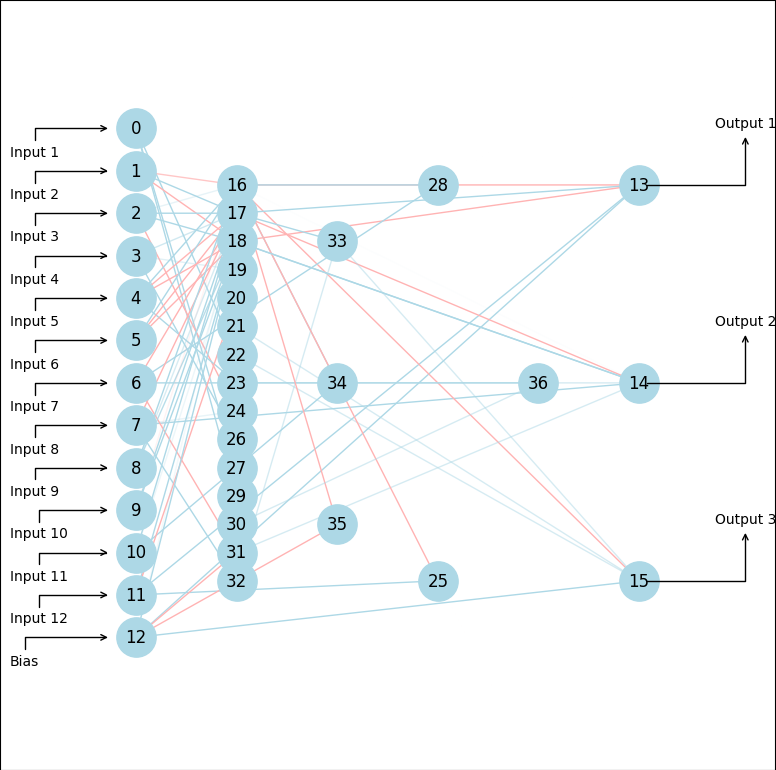 Output 1
0
Input 1
1
Input 2
16
28
13
2
17
Input 3
18
33
3
19
Input 4
4
20
Input 5
21
Output 2
5
22
Input 6
6
23
34
36
14
Input 7
24
7
26
Input 8
8
27
Input 9
29
9
Output 3
30
35
Input 10
10
31
Input 11
32
25
15
11
Input 12
12
Bias